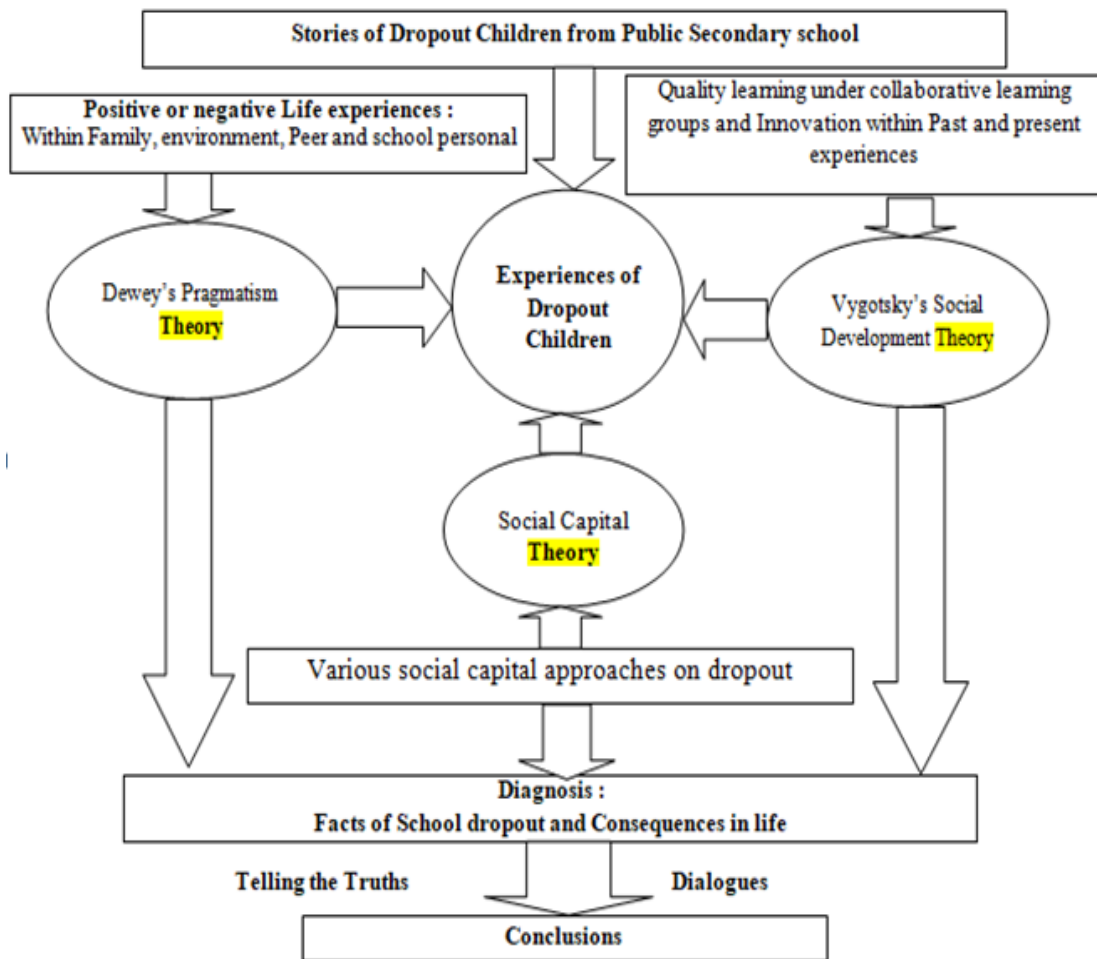 Stories of Dropout Children from Public Secondary school
Positive or negative Life experiences :
Within Family, environment, Peer and school personal
Quality learning under collaborative learning
groups and Innovation within Past and present
experiences
Dewey's Pragmatism
Theory
Experiences of
Dropout
Children
Vygotsky's Social
Development Theory
Social Capital
Theory
Various social capital approaches on dropout
Diagnosis :
Facts of School dropout and Consequences in life
Telling the Truths
Dialogues
Conclusions